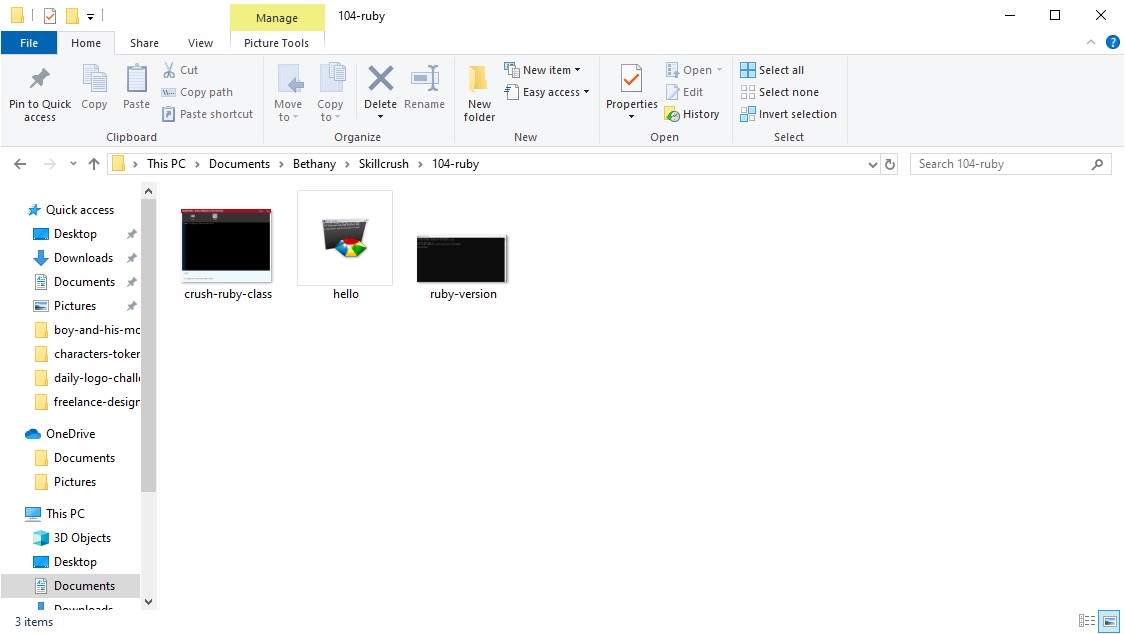 Manage
104-ruby
File
Home
Share
View
Picture Tools
Pin to Quick access
Copy
Paste
Cut
Copy path
Paste shortcut
Clipboard
Move to
Copy to
Delete
Rename
Organize
New folder
New item
Easy access
New
Properties
Open
Edit
History
Open
Select all
Select none
Invert selection
Select
This PC > Documents > Bethany > Skillcrush > 104-ruby
Search 104-ruby
Quick access
Desktop
Downloads
Documents
Pictures
boy-and-his-mc
characters-toker
daily-logo-challe
freelance-design
OneDrive
Documents
Pictures
This PC
3D Objects
Desktop
Documents
Downloads
crush-ruby-class
hello
ruby-version
3 items